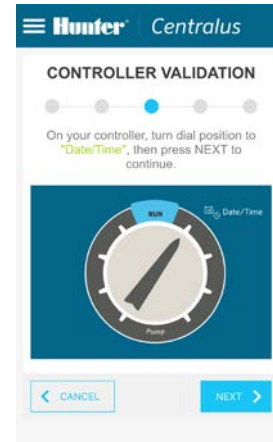 Hunter® Centralus
CONTROLLER VALIDATION
On your controller, turn dial position to
"Date/Time", then press NEXT to
continue.
RUN
Date/Time
Pump
CANCEL
NEXT